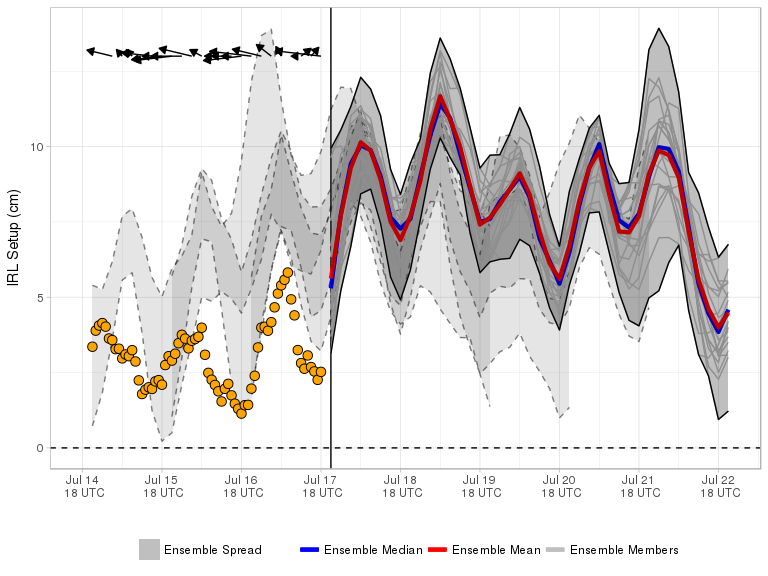 IRL Setup (cm)
10
5
0
Jul 14 Jul 15 Jul 16 Jul 17 Jul 18 Jul 19 Jul 20 Jul 21 Jul 22
18 UTC 18 UTC 18 UTC 18 UTC 18 UTC 18 UTC 18 UTC 18 UTC 18 UTC
Ensemble Spread Ensemble Median Ensemble Mean Ensemble Members